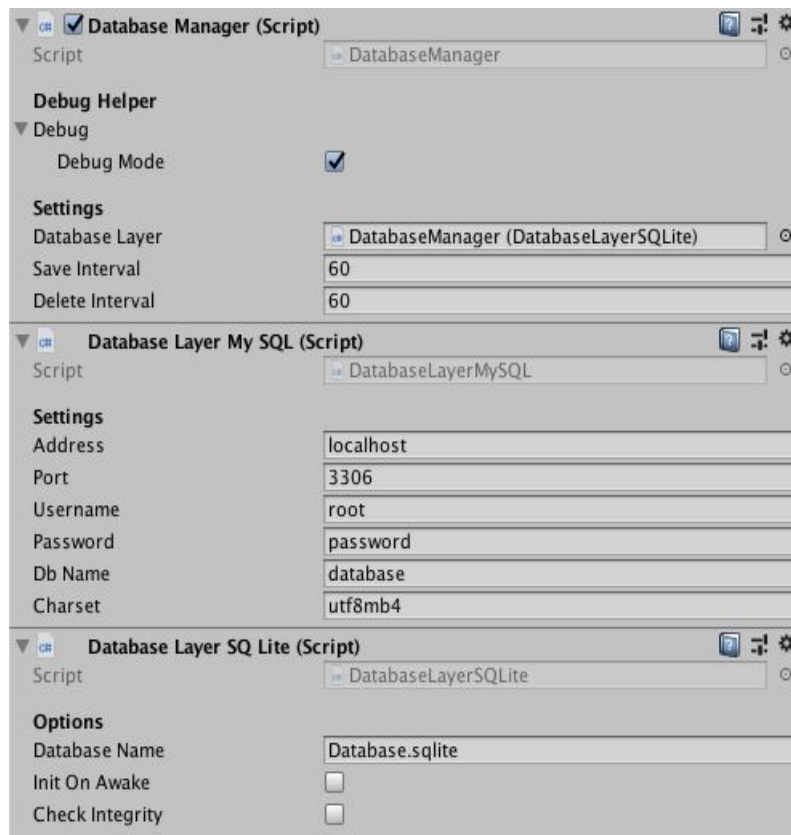 Database Manager (Script)
Script DatabaseManager
Debug Helper
Debug
Debug Mode
Settings
Database Layer DatabaseManager (DatabaseLayerSQLite)
Save Interval 60
Delete Interval 60
Database Layer My SQL (Script)
Script DatabaseLayerMySQL
Settings
Address localhost
Port 3306
Username root
Password password
Db Name database
Charset utf8mb4
Database Layer SQ Lite (Script)
Script DatabaseLayerSQLite
Options
Database Name Database.sqlite
Init On Awake
Check Integrity